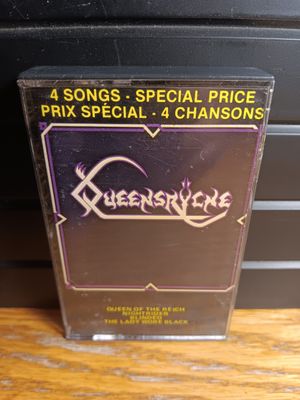 4 SONGS - SPECIAL PRICE
PRIX SPÉCIAL - 4 CHANSONS
QUEENSRŸCHE
QUEEN OF THE REICH
NIGHTRIDER
BLINDED
THE LADY WORE BLACK